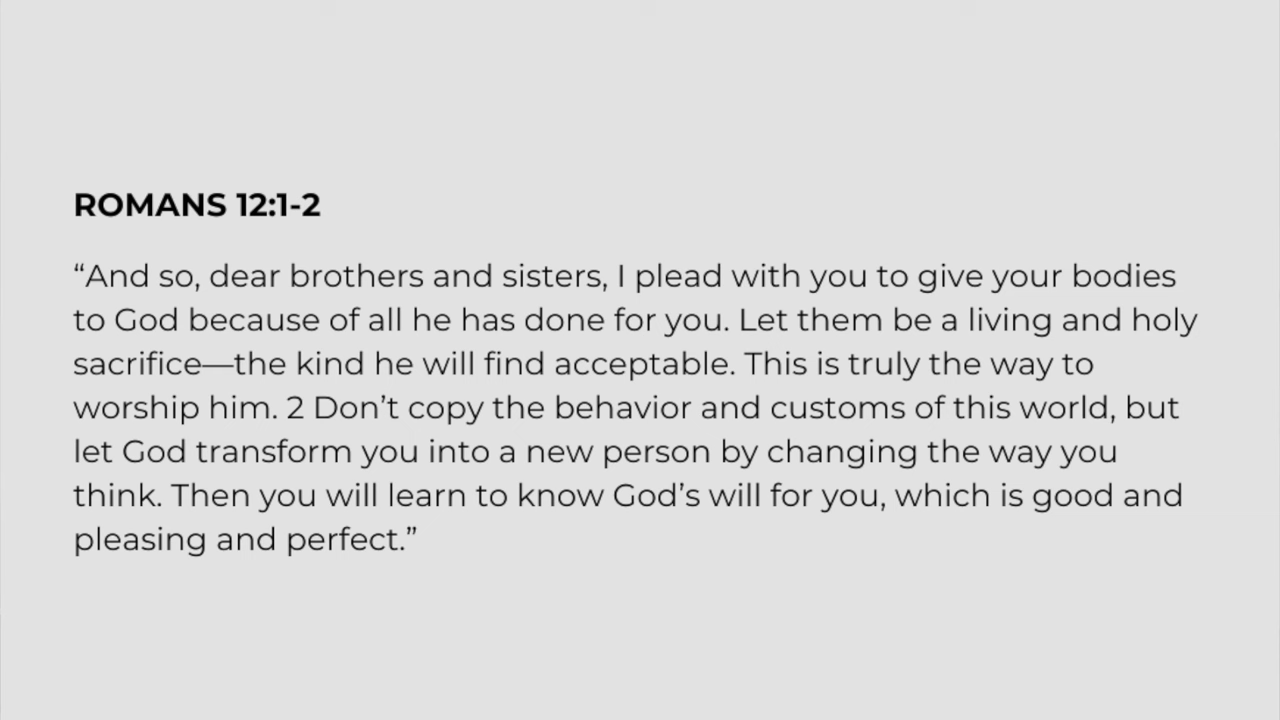 ROMANS 12:1-2
“And so, dear brothers and sisters, I plead with you to give your bodies
to God because of all he has done for you. Let them be a living and holy
sacrifice—the kind he will find acceptable. This is truly the way to
worship him. 2 Don’t copy the behavior and customs of this world, but
let God transform you into a new person by changing the way you
think. Then you will learn to know God’s will for you, which is good and
pleasing and perfect.”